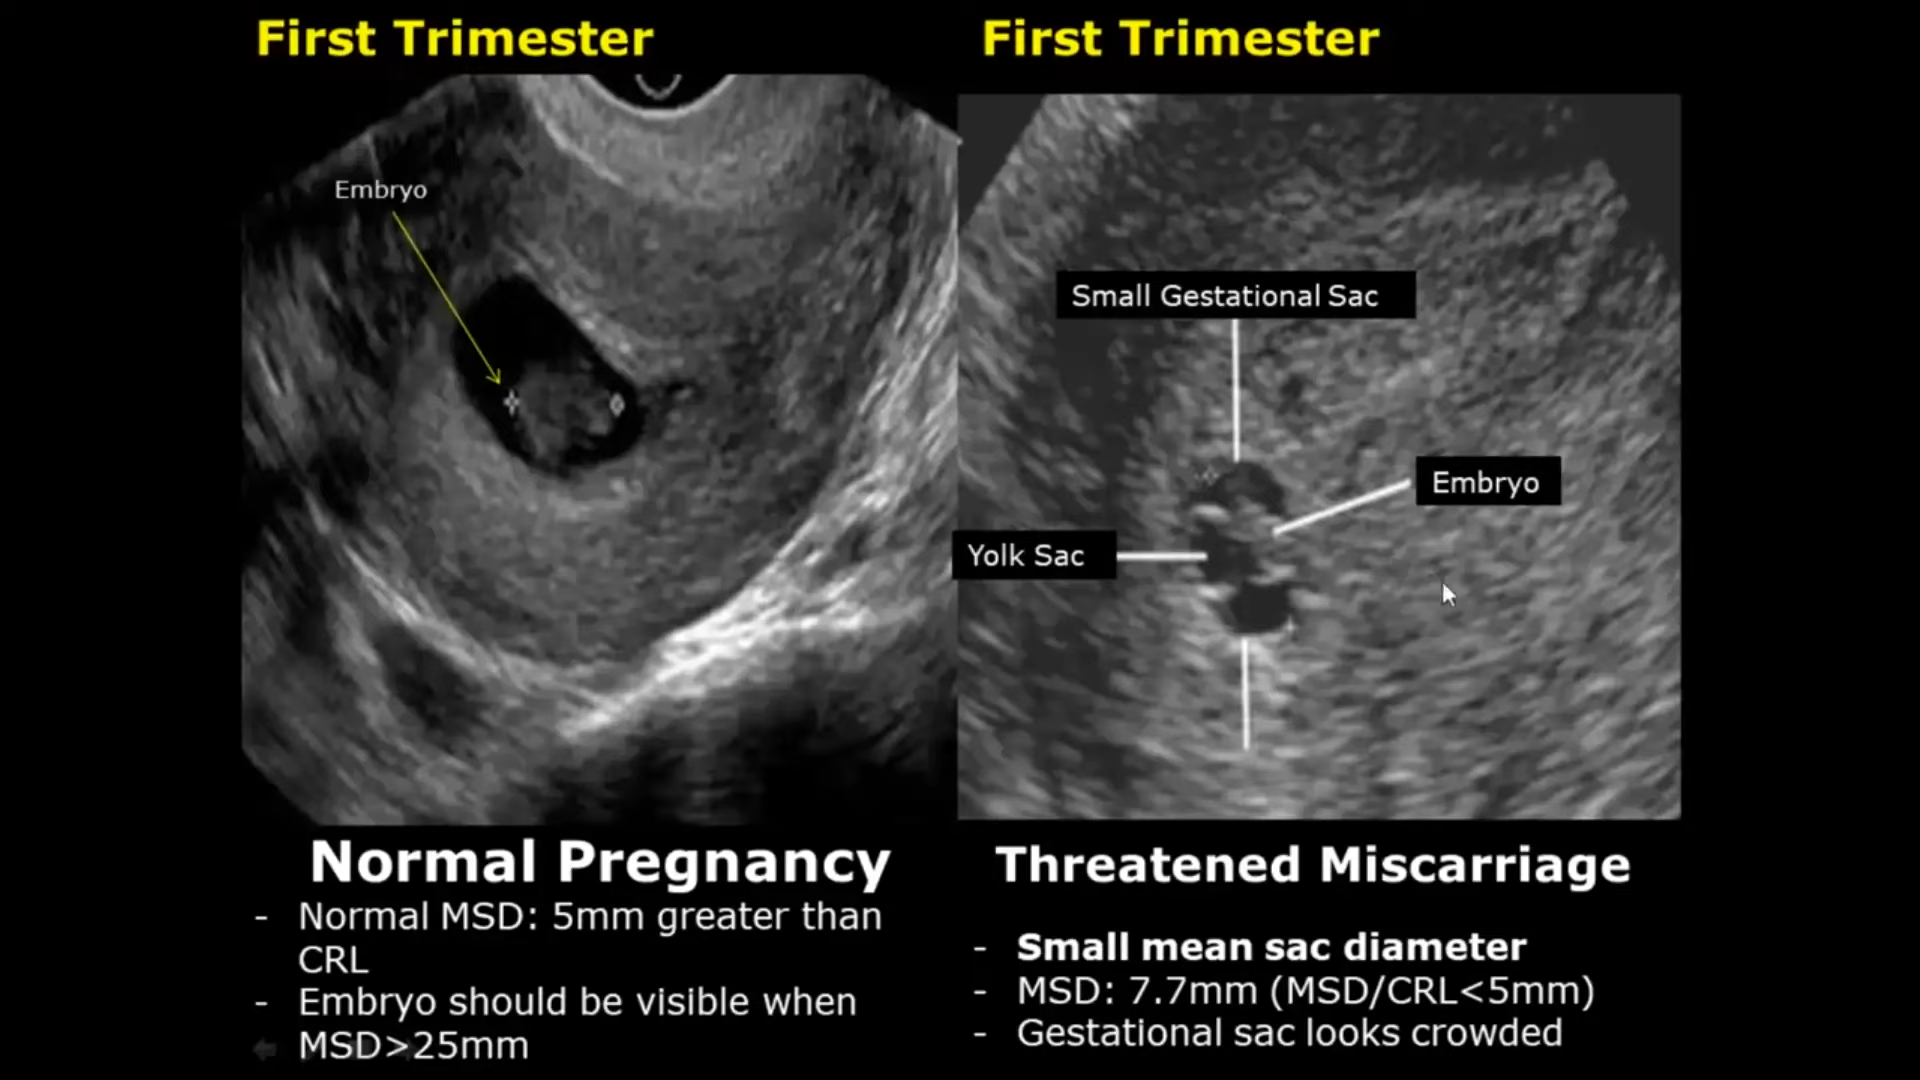 First Trimester
Embryo
Normal Pregnancy
- Normal MSD: 5mm greater than
CRL
- Embryo should be visible when
MSD>25mm
First Trimester
Small Gestational Sac
Embryo
Yolk Sac
Threatened Miscarriage
- Small mean sac diameter
- MSD: 7.7mm (MSD/CRL<5mm)
- Gestational sac looks crowded